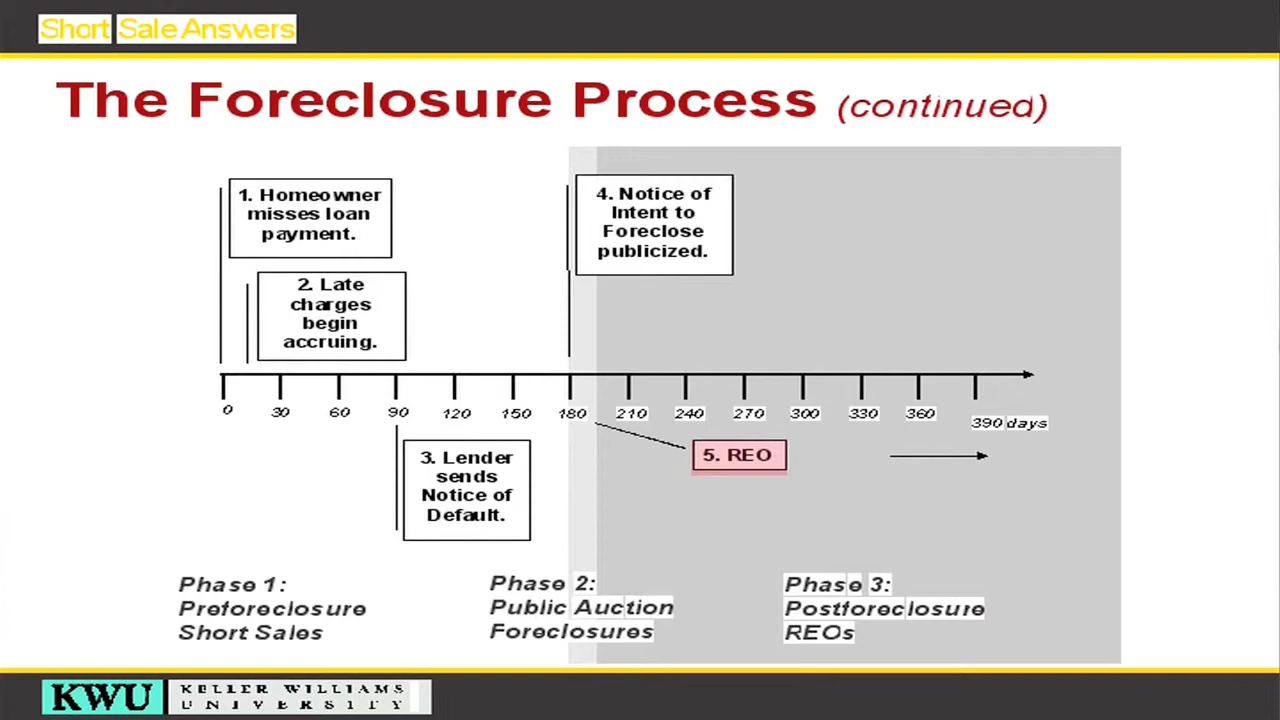 Short Sale Answers
The Foreclosure Process (continued)
1. Homeowner
misses loan
payment.
2. Late
charges
begin
accruing.
4. Notice of
Intent to
Foreclose
publicized.
0 30 60 90 120 150 180 210 240 270 300 330 360 390 days
3. Lender
sends
Notice of
Default.
5. REO
Phase 1:
Preforeclosure
Short Sales
Phase 2:
Public Auction
Foreclosures
Phase 3:
Postforeclosure
REOs
KWU KELLER WILLIAMS
UNIVERSITY